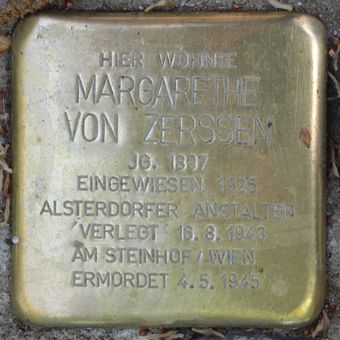 HIER WOHNTE
MARGARETHE
VON ZERSSEN
JG. 1897
EINGEWIESEN 1925
ALSTERDORFER ANSTALTEN
'VERLEGT' 16.8.1943
AM STEINHOF / WIEN
ERMORDET 4.5.1945